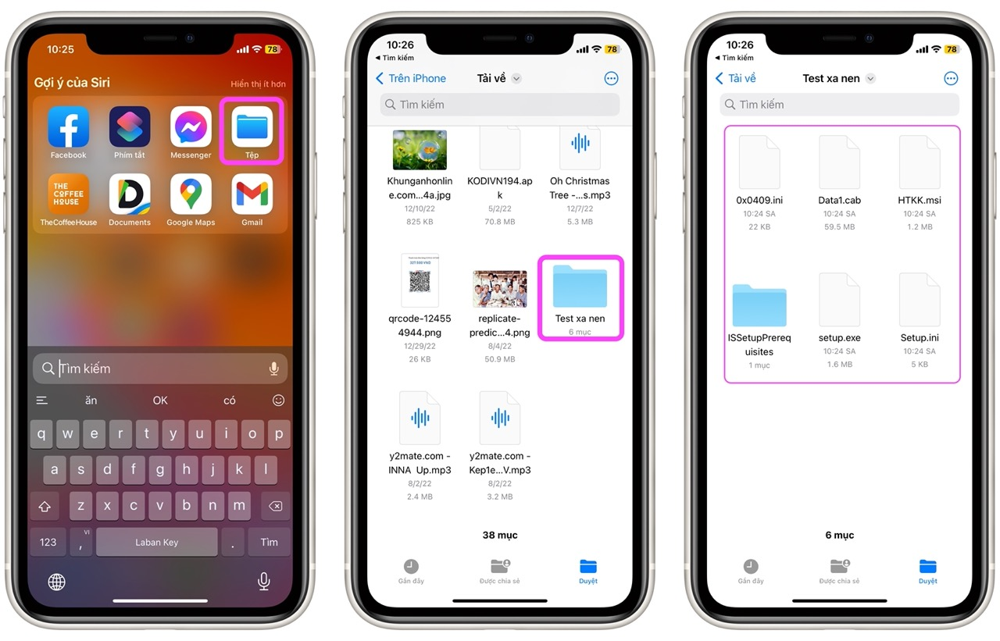 10:25
78
Gợi ý của Siri
Hiển thị ít hơn
Facebook
Phím tắt
Messenger
Tệp
THE
COFFEE
HOUSE
TheCoffeeHouse
Documents
Google Maps
Gmail
Tìm kiếm
ăn
OK
có
q w e r t y u i o p
a s d f g h j k l
z x c v b n m
123
VI
,
Laban Key
.
Tìm
10:26
78
Tìm kiếm
Trên iPhone
Tải về
Tìm kiếm
Khunganhonlin
e.com...4a.jpg
12/10/22
825 KB
KODIVN194.ap
k
5/2/22
70.8 MB
Oh Christmas
Tree -...s.mp3
12/7/22
5.3 MB
qrcode-12455
4944.png
12/29/22
26 KB
replicate-
predic...4.png
8/4/22
50.9 MB
Test xa nen
6 mục
y2mate.com -
INNA Up.mp3
8/2/22
2.4 MB
y2mate.com -
Kep1e...V.mp3
8/2/22
3.2 MB
38 mục
Gần đây
Được chia sẻ
Duyệt
10:26
78
Tìm kiếm
Tải về
Test xa nen
Tìm kiếm
0x0409.ini
10:24 SA
22 KB
Data1.cab
10:24 SA
59.5 MB
HTKK.msi
10:24 SA
1.2 MB
ISSetupPrereq
uisites
1 mục
setup.exe
10:24 SA
1.6 MB
Setup.ini
10:24 SA
5 KB
6 mục
Gần đây
Được chia sẻ
Duyệt